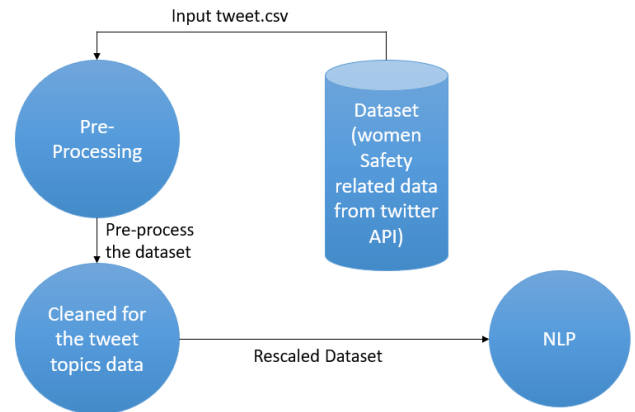 Input tweet.csv
Pre-
Processing
Dataset
(women
Safety
related data
from twitter
API)
Pre-process
the dataset
Cleaned for
the tweet
topics data
Rescaled Dataset
NLP